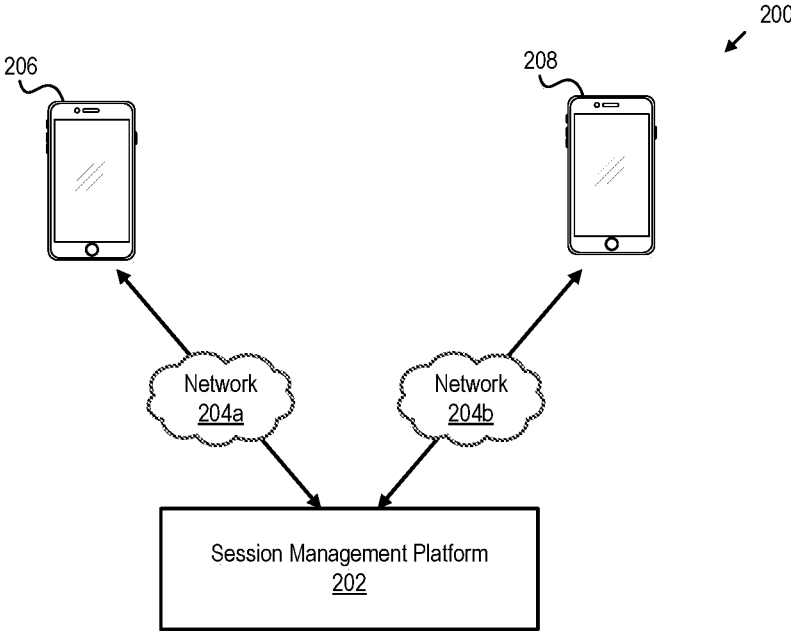 200
206
208
Network
204a
Network
204b
Session Management Platform
202